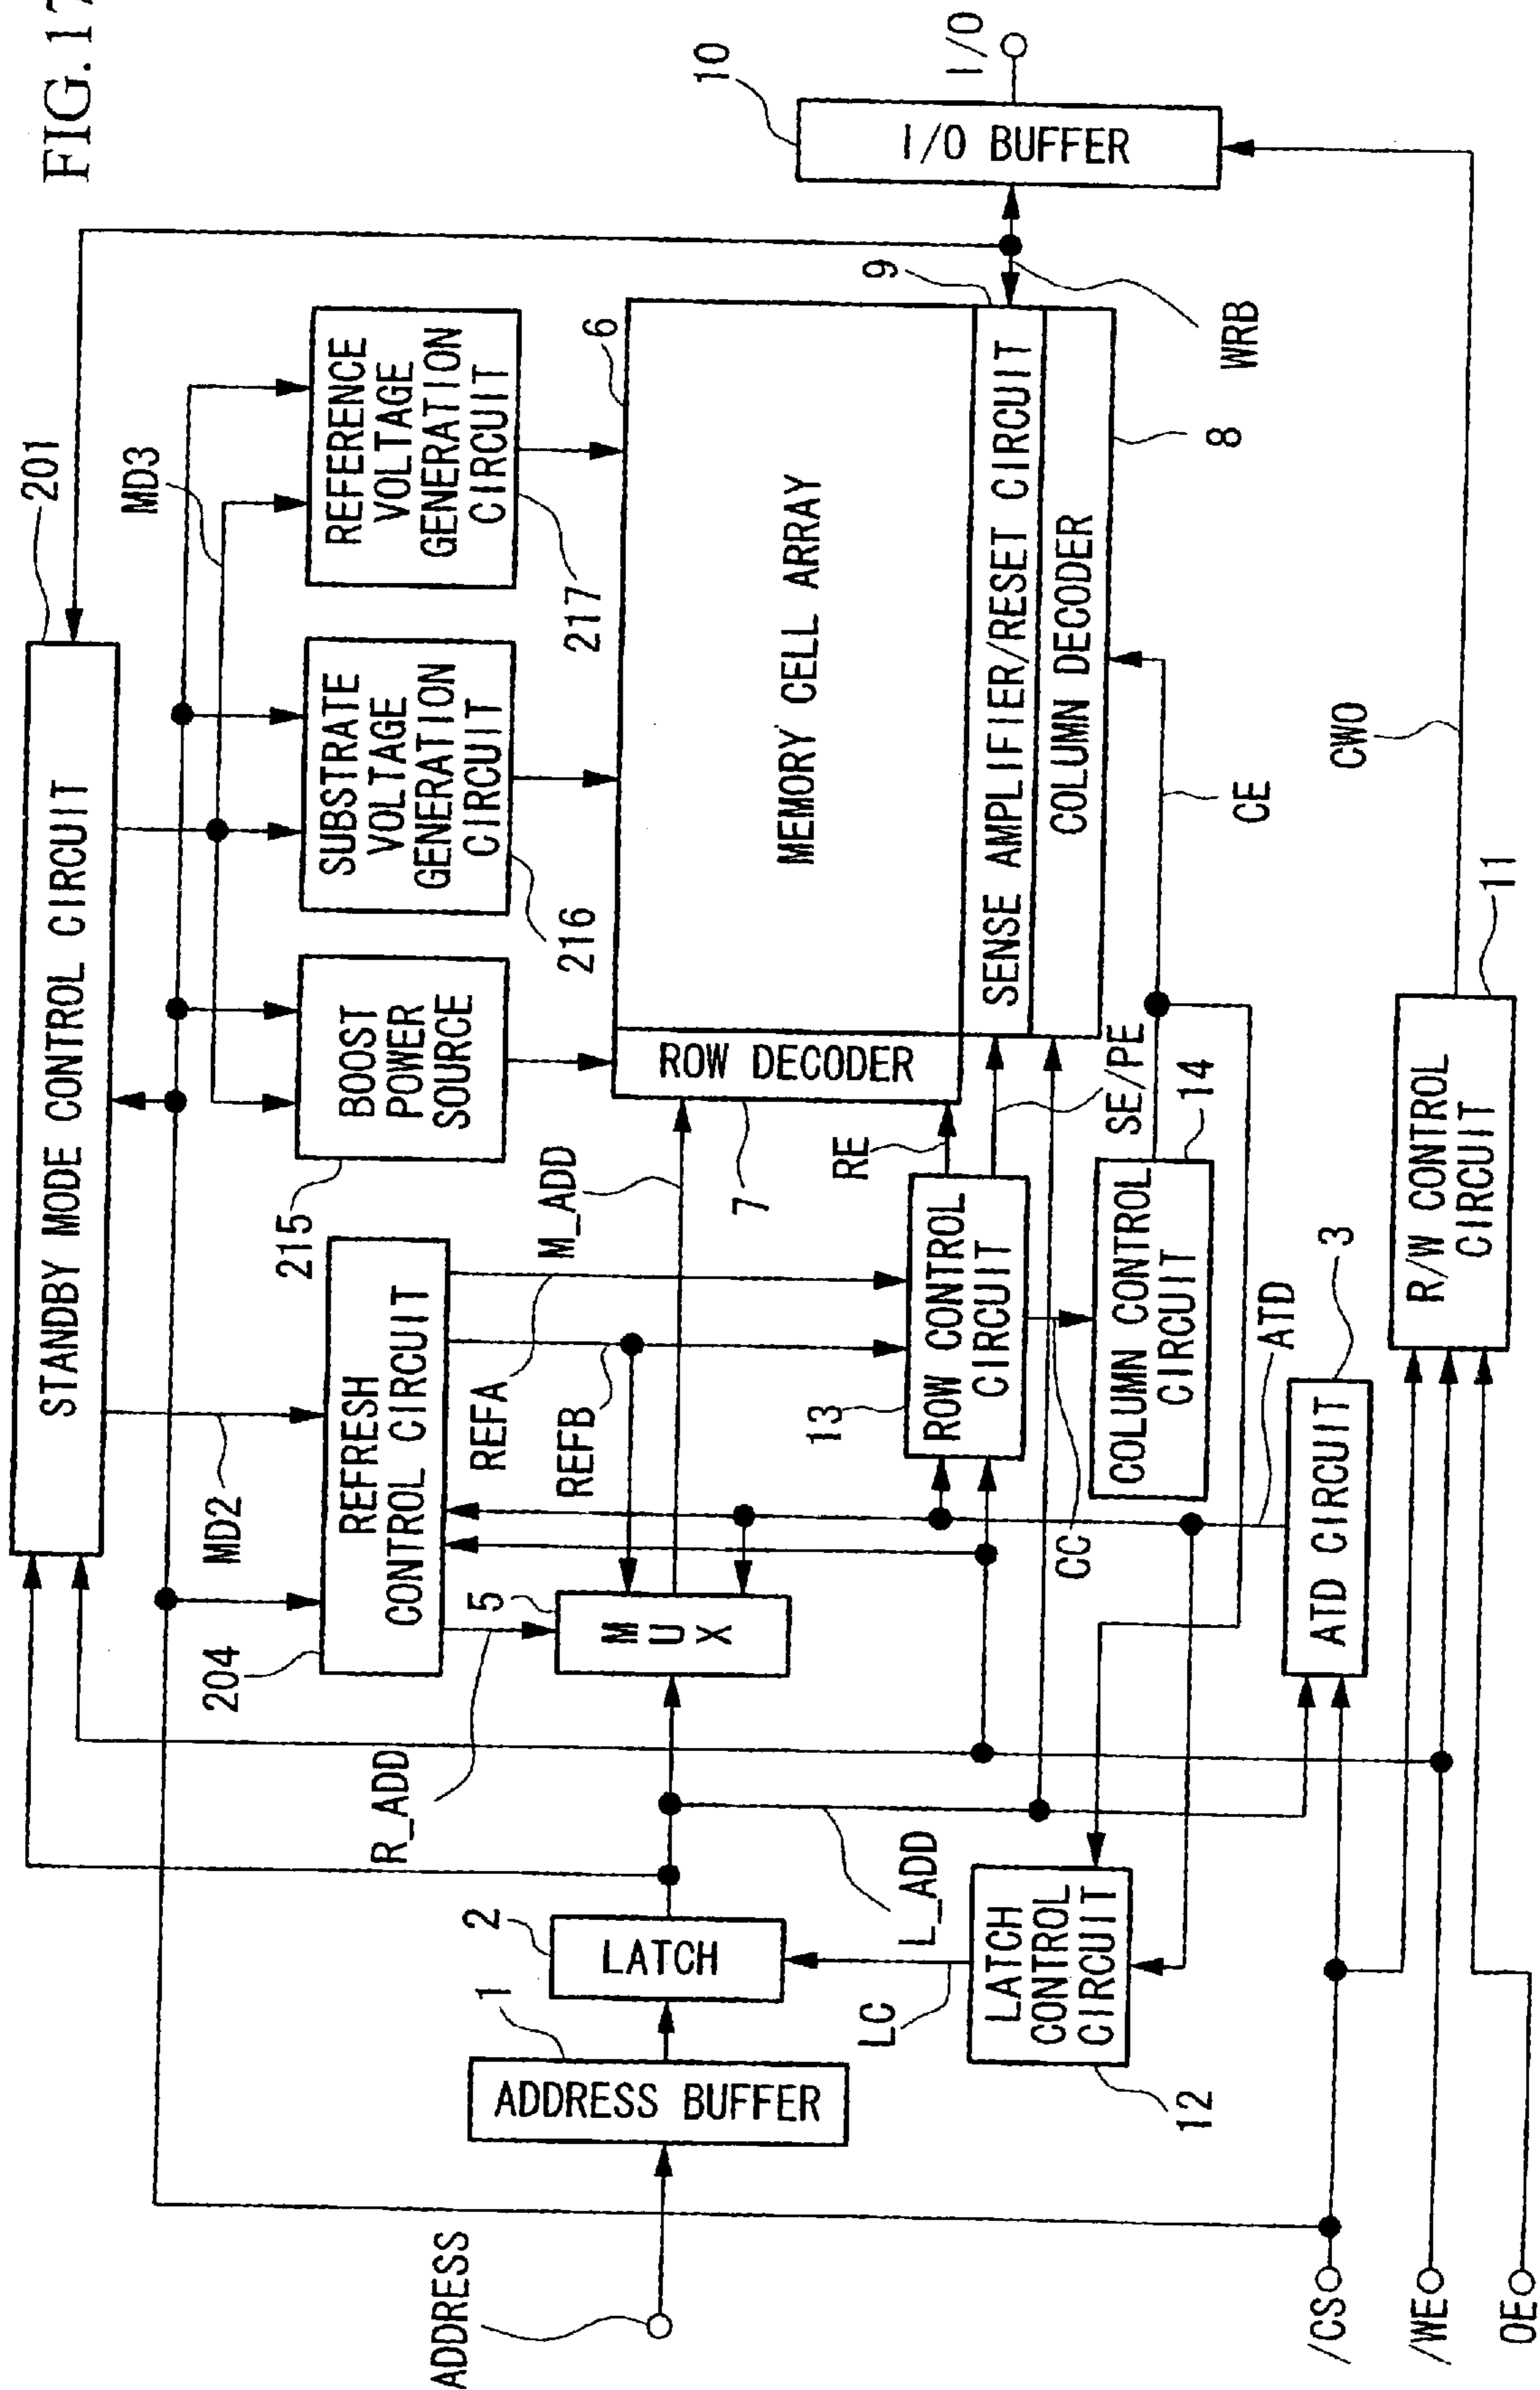 FIG. 17
STANDBY MODE CONTROL CIRCUIT
201
MD2
MD3
204
REFRESH
CONTROL CIRCUIT
215
BOOST
POWER
SOURCE
216
SUBSTRATE
VOLTAGE
GENERATION
CIRCUIT
217
REFERENCE
VOLTAGE
GENERATION
CIRCUIT
R_ADD
REFA
REFB
M_ADD
ADDRESS
1
ADDRESS BUFFER
2
LATCH
5
MUX
7
ROW DECODER
6
MEMORY CELL ARRAY
9
SENSE AMPLIFIER/RESET CIRCUIT
COLUMN DECODER
8
WRB
10
I/O BUFFER
I/O
LC
L_ADD
12
LATCH
CONTROL
CIRCUIT
13
ROW CONTROL
CIRCUIT
RE
SE/PE
CC
COLUMN CONTROL
CIRCUIT
14
CE
ATD
ATD CIRCUIT
3
R/W CONTROL
CIRCUIT
11
CWO
/CS
/WE
OE